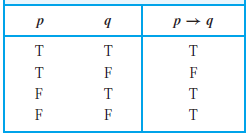 p q p → q
T T T
T F F
F T T
F F T